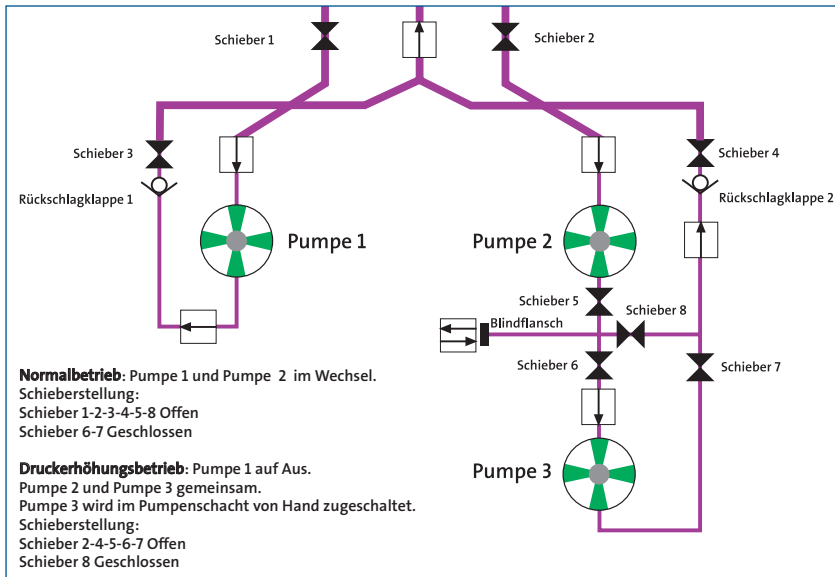 Schieber 1
Schieber 2
Schieber 3
Schieber 4
Rückschlagklappe 1
Rückschlagklappe 2
Pumpe 1
Pumpe 2
Schieber 5
Schieber 8
Blindflansch
Schieber 6
Schieber 7
Pumpe 3
Normalbetrieb: Pumpe 1 und Pumpe 2 im Wechsel.
Schieberstellung:
Schieber 1-2-3-4-5-8 Offen
Schieber 6-7 Geschlossen
Druckerhöhungsbetrieb: Pumpe 1 auf Aus.
Pumpe 2 und Pumpe 3 gemeinsam.
Pumpe 3 wird im Pumpenschacht von Hand zugeschaltet.
Schieberstellung:
Schieber 2-4-5-6-7 Offen
Schieber 8 Geschlossen